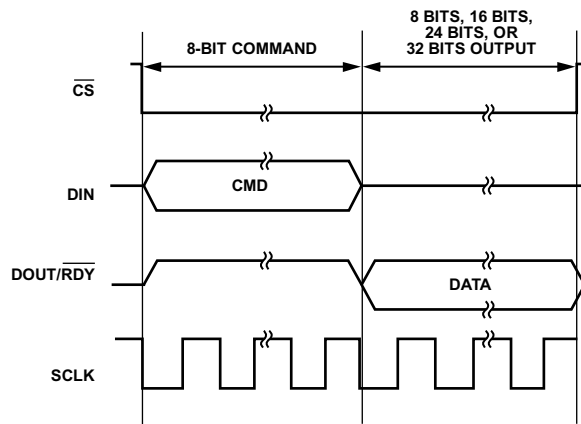 8-BIT COMMAND
8 BITS, 16 BITS,
24 BITS, OR
32 BITS OUTPUT
CS
DIN
CMD
DOUT/RDY
DATA
SCLK